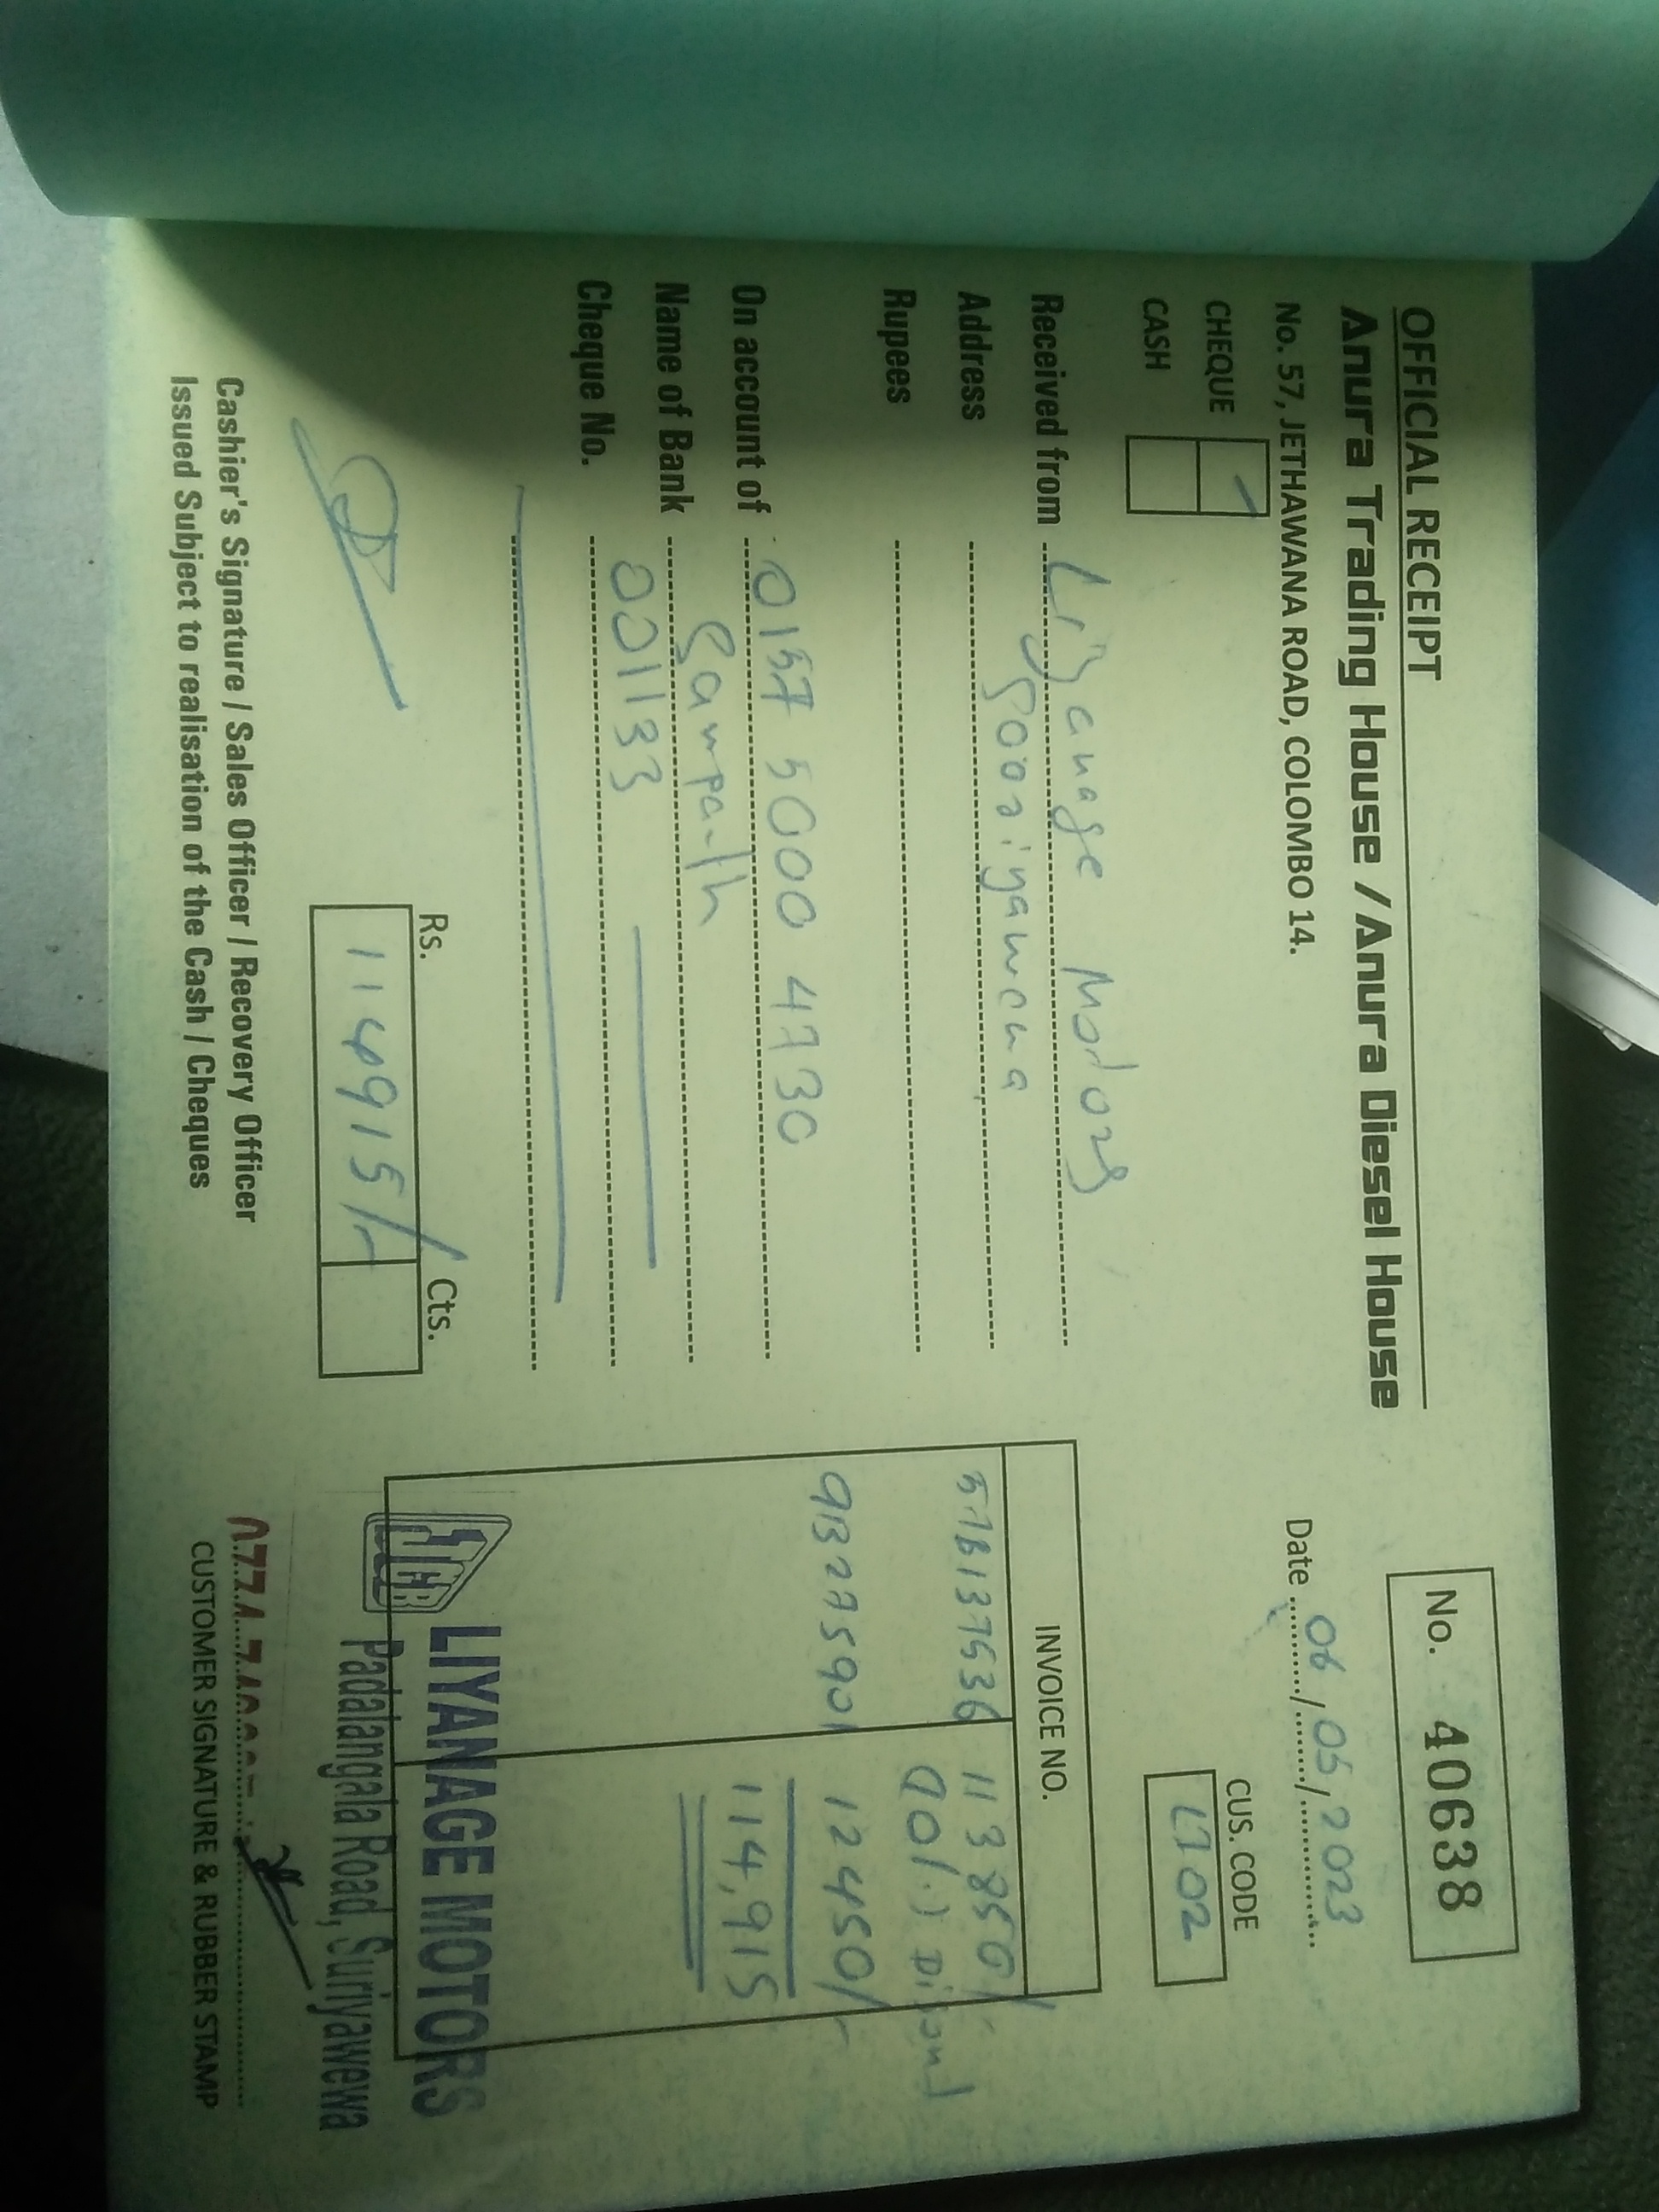 OFFICIAL RECEIPT
Anura Trading House / Anura Diesel House
No. 57, JETHAWANA ROAD, COLOMBO 14.
No. 40638
Date 06/05/2023
CHEQUE
CASH
CUS. CODE
L702
Received from Liyanage Motors
Address Sooriyawewa
Rupees
On account of 0157 5000 4730
Name of Bank Sampath
Cheque No. 001133
Rs. Cts.
114915/-
INVOICE NO.
113850/-
12450/-
114,915
LIYANAGE MOTORS
Padalangala Road, Suriyawewa
Cashier's Signature / Sales Officer / Recovery Officer
Issued Subject to realisation of the Cash / Cheques
CUSTOMER SIGNATURE & RUBBER STAMP